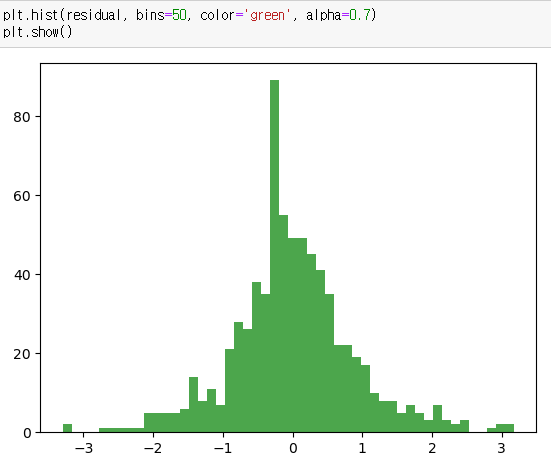 plt.hist(residual, bins=50, color='green', alpha=0.7)
plt.show()
80
60
40
20
0
−3 −2 −1 0 1 2 3